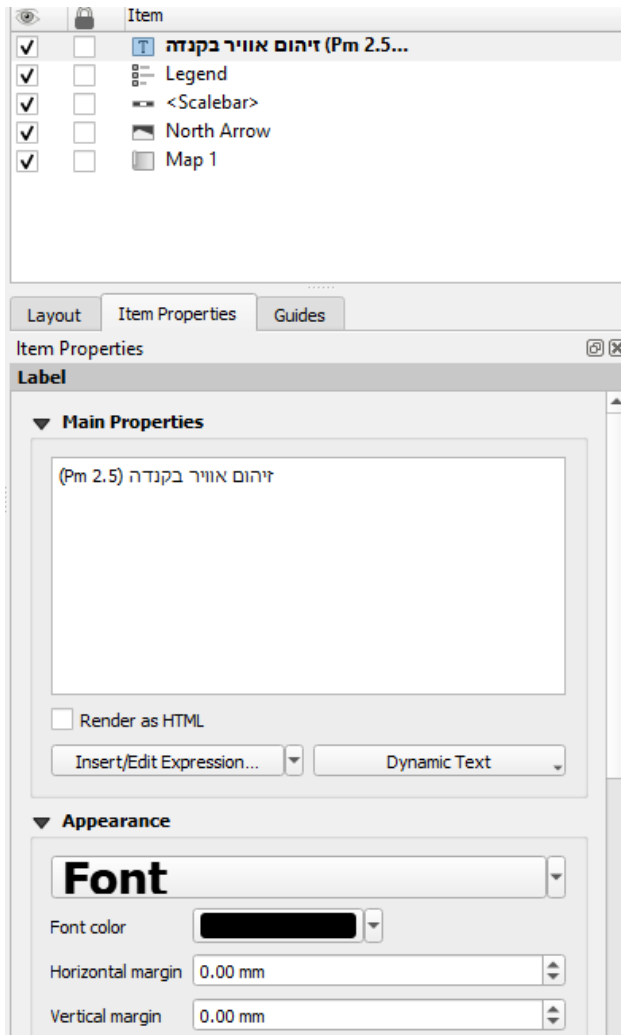 Item
זיהום אוויר בקנדה (Pm 2.5...
Legend
<Scalebar>
North Arrow
Map 1
Layout Item Properties Guides
Item Properties
Label
Main Properties
זיהום אוויר בקנדה (Pm 2.5)
Render as HTML
Insert/Edit Expression... Dynamic Text
Appearance
Font
Font color
Horizontal margin 0.00 mm
Vertical margin 0.00 mm